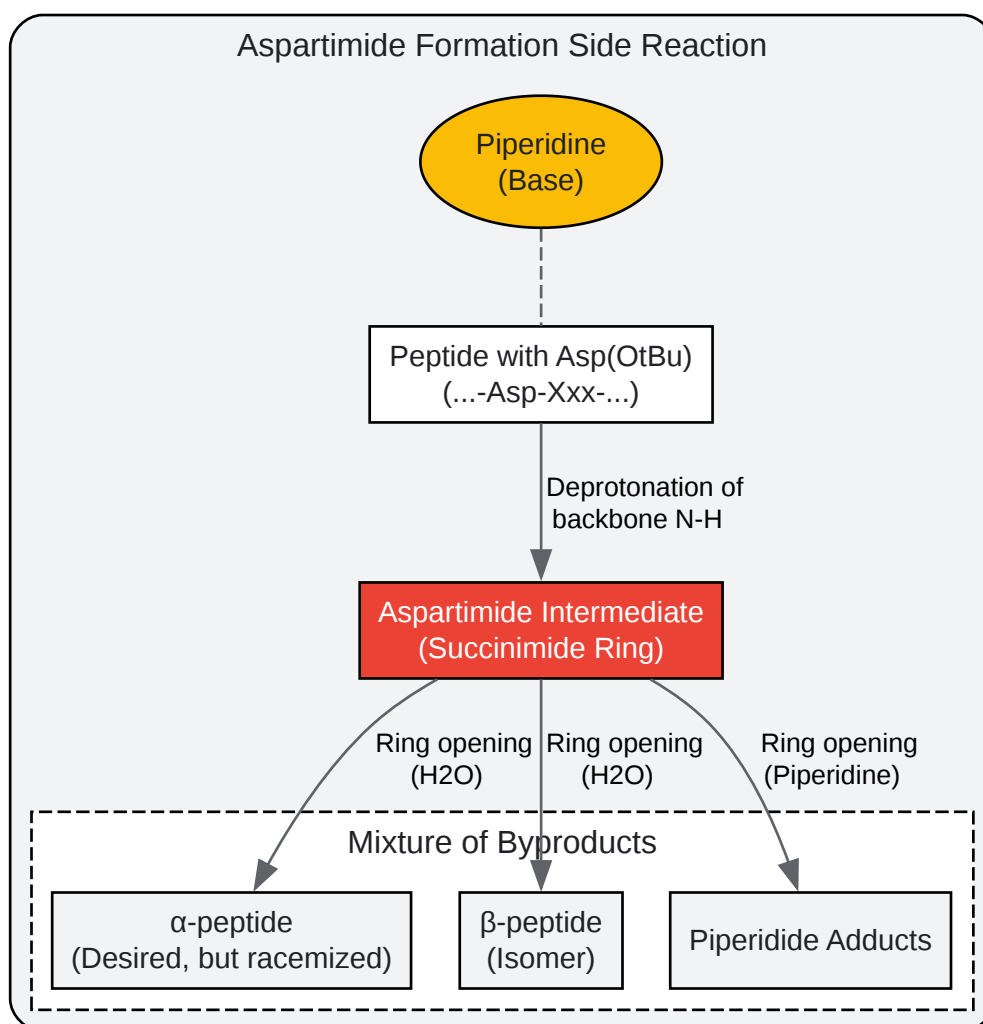 Aspartimide Formation Side Reaction
Piperidine
(Base)
Peptide with Asp(OtBu)
(...-Asp-Xxx-...)
Deprotonation of
backbone N-H
Aspartimide Intermediate
(Succinimide Ring)
Ring opening
(H2O)
Ring opening
(H2O)
Ring opening
(Piperidine)
Mixture of Byproducts
α-peptide
(Desired, but racemized)
β-peptide
(Isomer)
Piperidide Adducts